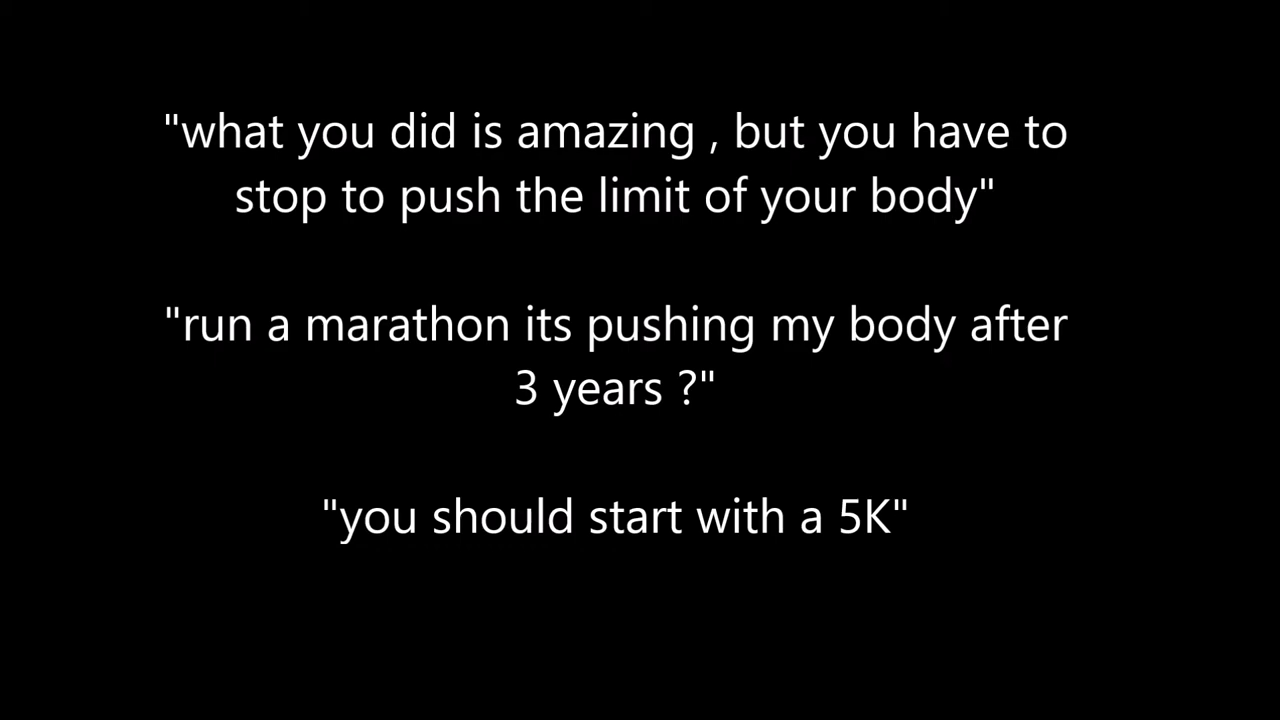 "what you did is amazing , but you have to
stop to push the limit of your body"
"run a marathon its pushing my body after
3 years ?"
"you should start with a 5K"